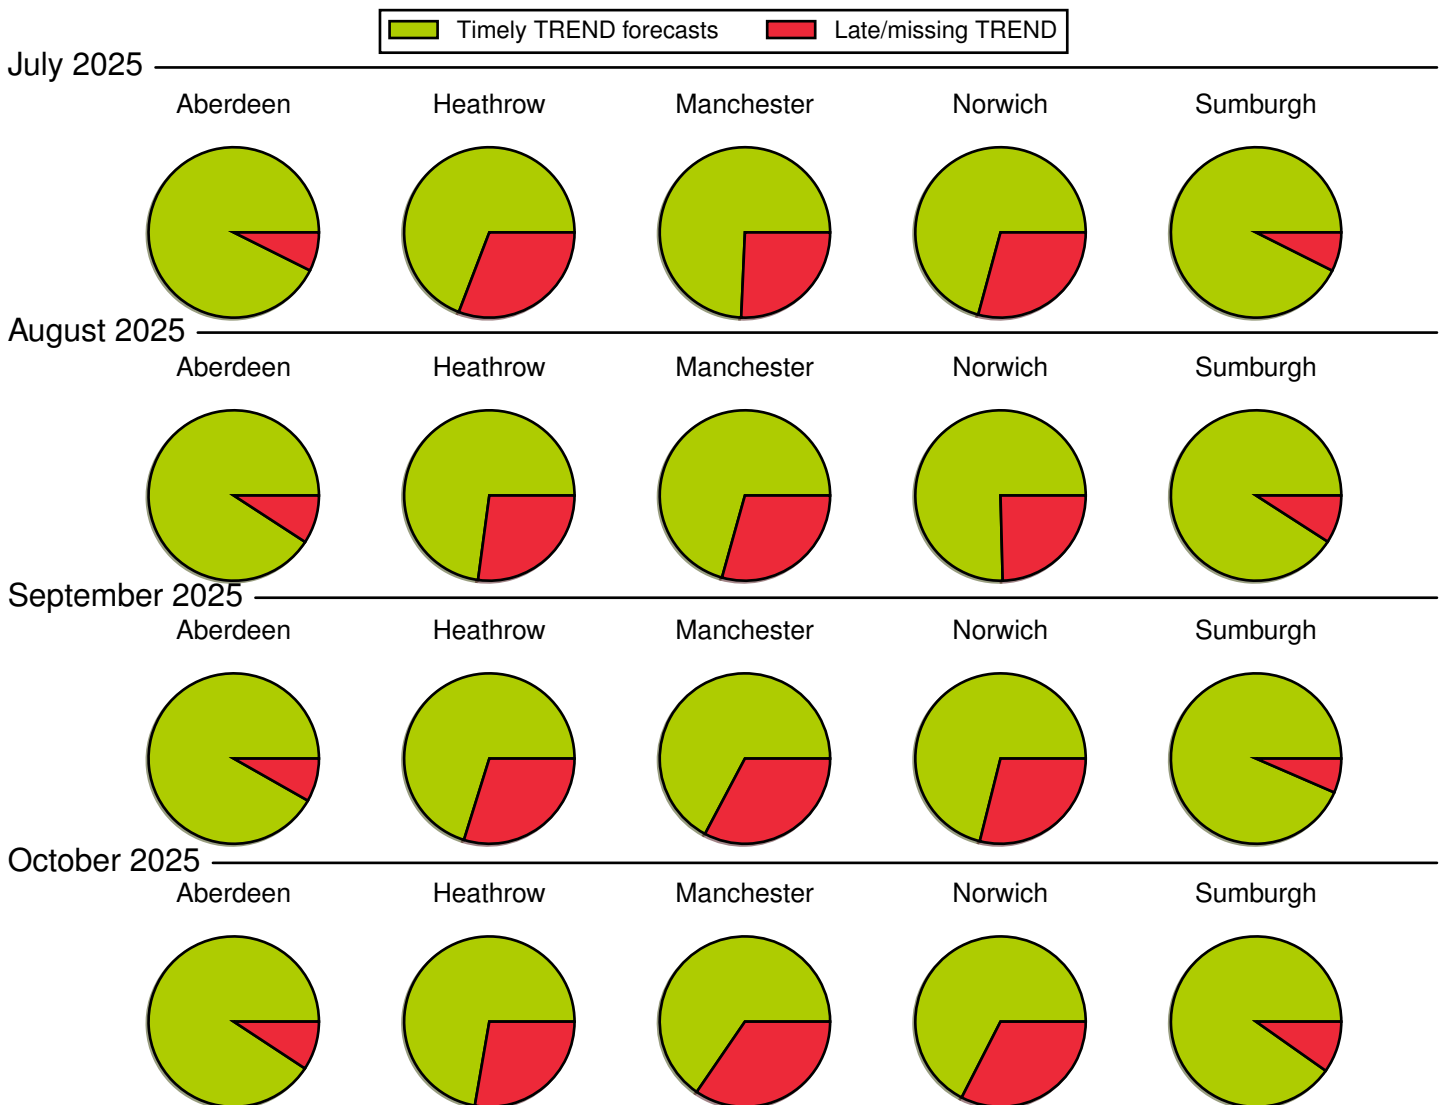 Timely TREND forecasts Late/missing TREND
July 2025
Aberdeen Heathrow Manchester Norwich Sumburgh
August 2025
Aberdeen Heathrow Manchester Norwich Sumburgh
September 2025
Aberdeen Heathrow Manchester Norwich Sumburgh
October 2025
Aberdeen Heathrow Manchester Norwich Sumburgh